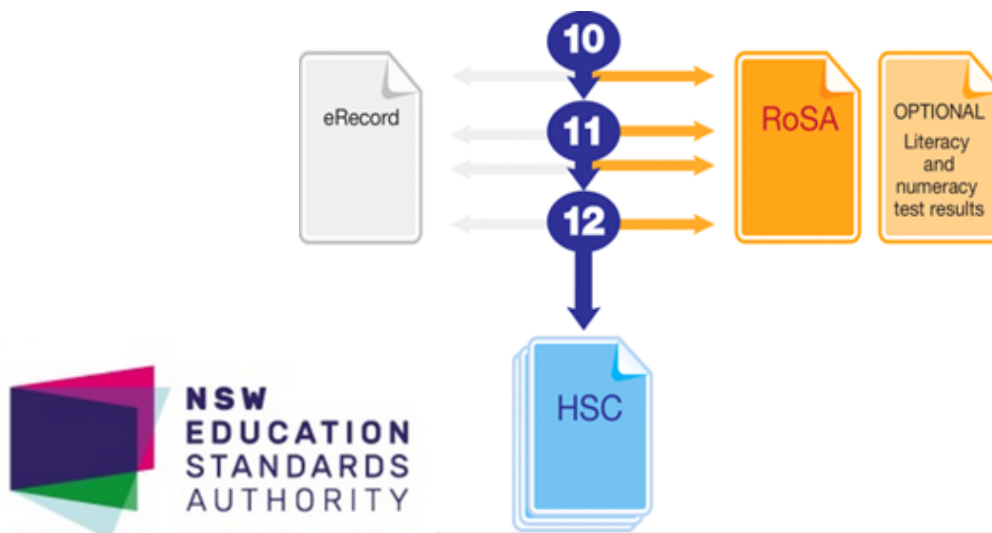 10
eRecord
11
12
RoSA
OPTIONAL
Literacy
and
numeracy
test results
HSC
NSW
EDUCATION
STANDARDS
AUTHORITY